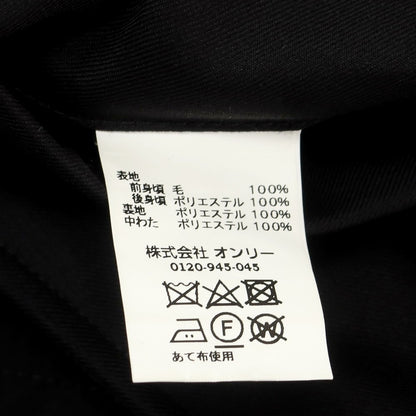 表地
前身頃 毛 100%
後身頃 ポリエステル 100%
裏地 ポリエステル 100%
中わた ポリエステル 100%
株式会社 オンリー
0120-945-045
F W
あて布使用